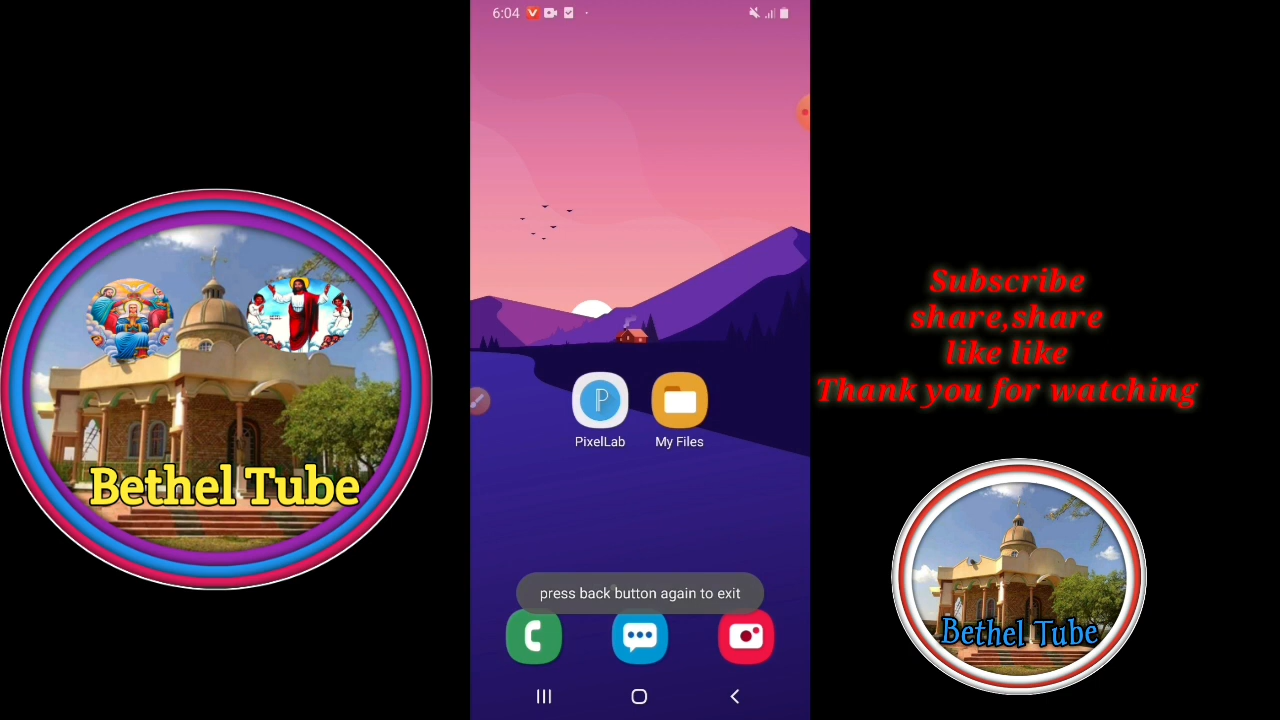 6:04
Bethel Tube
PixelLab
My Files
press back button again to exit
Subscribe
share,share
like like
Thank you for watching
Bethel Tube